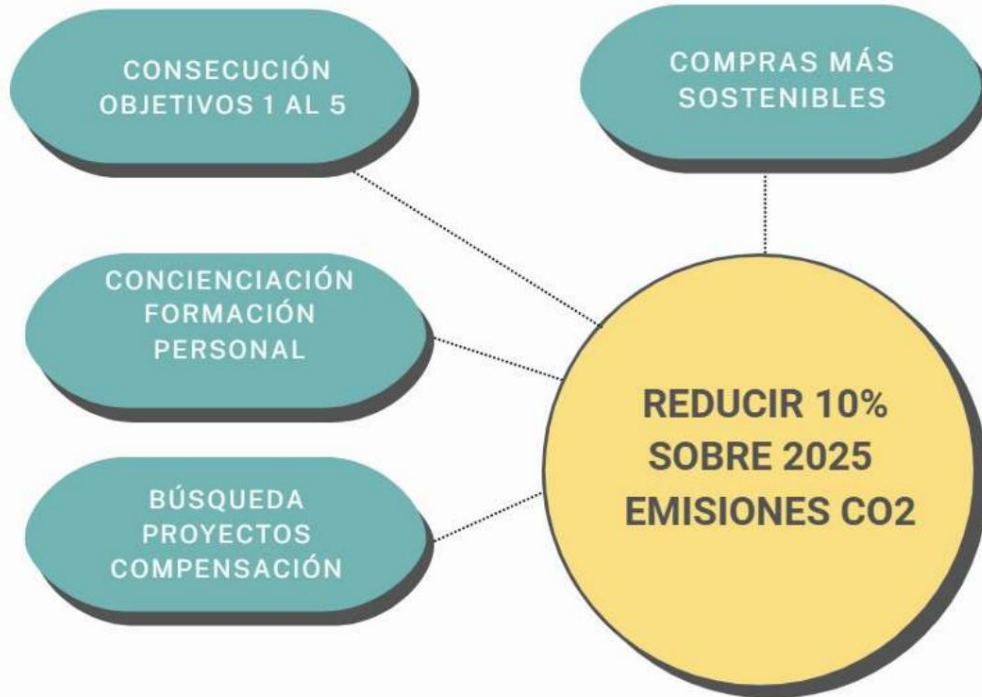 CONSECUCIÓN
OBJETIVOS 1 AL 5
COMPRAS MÁS
SOSTENIBLES
CONCIENCIACIÓN
FORMACIÓN
PERSONAL
REDUCIR 10%
SOBRE 2025
EMISIONES CO2
BÚSQUEDA
PROYECTOS
COMPENSACIÓN